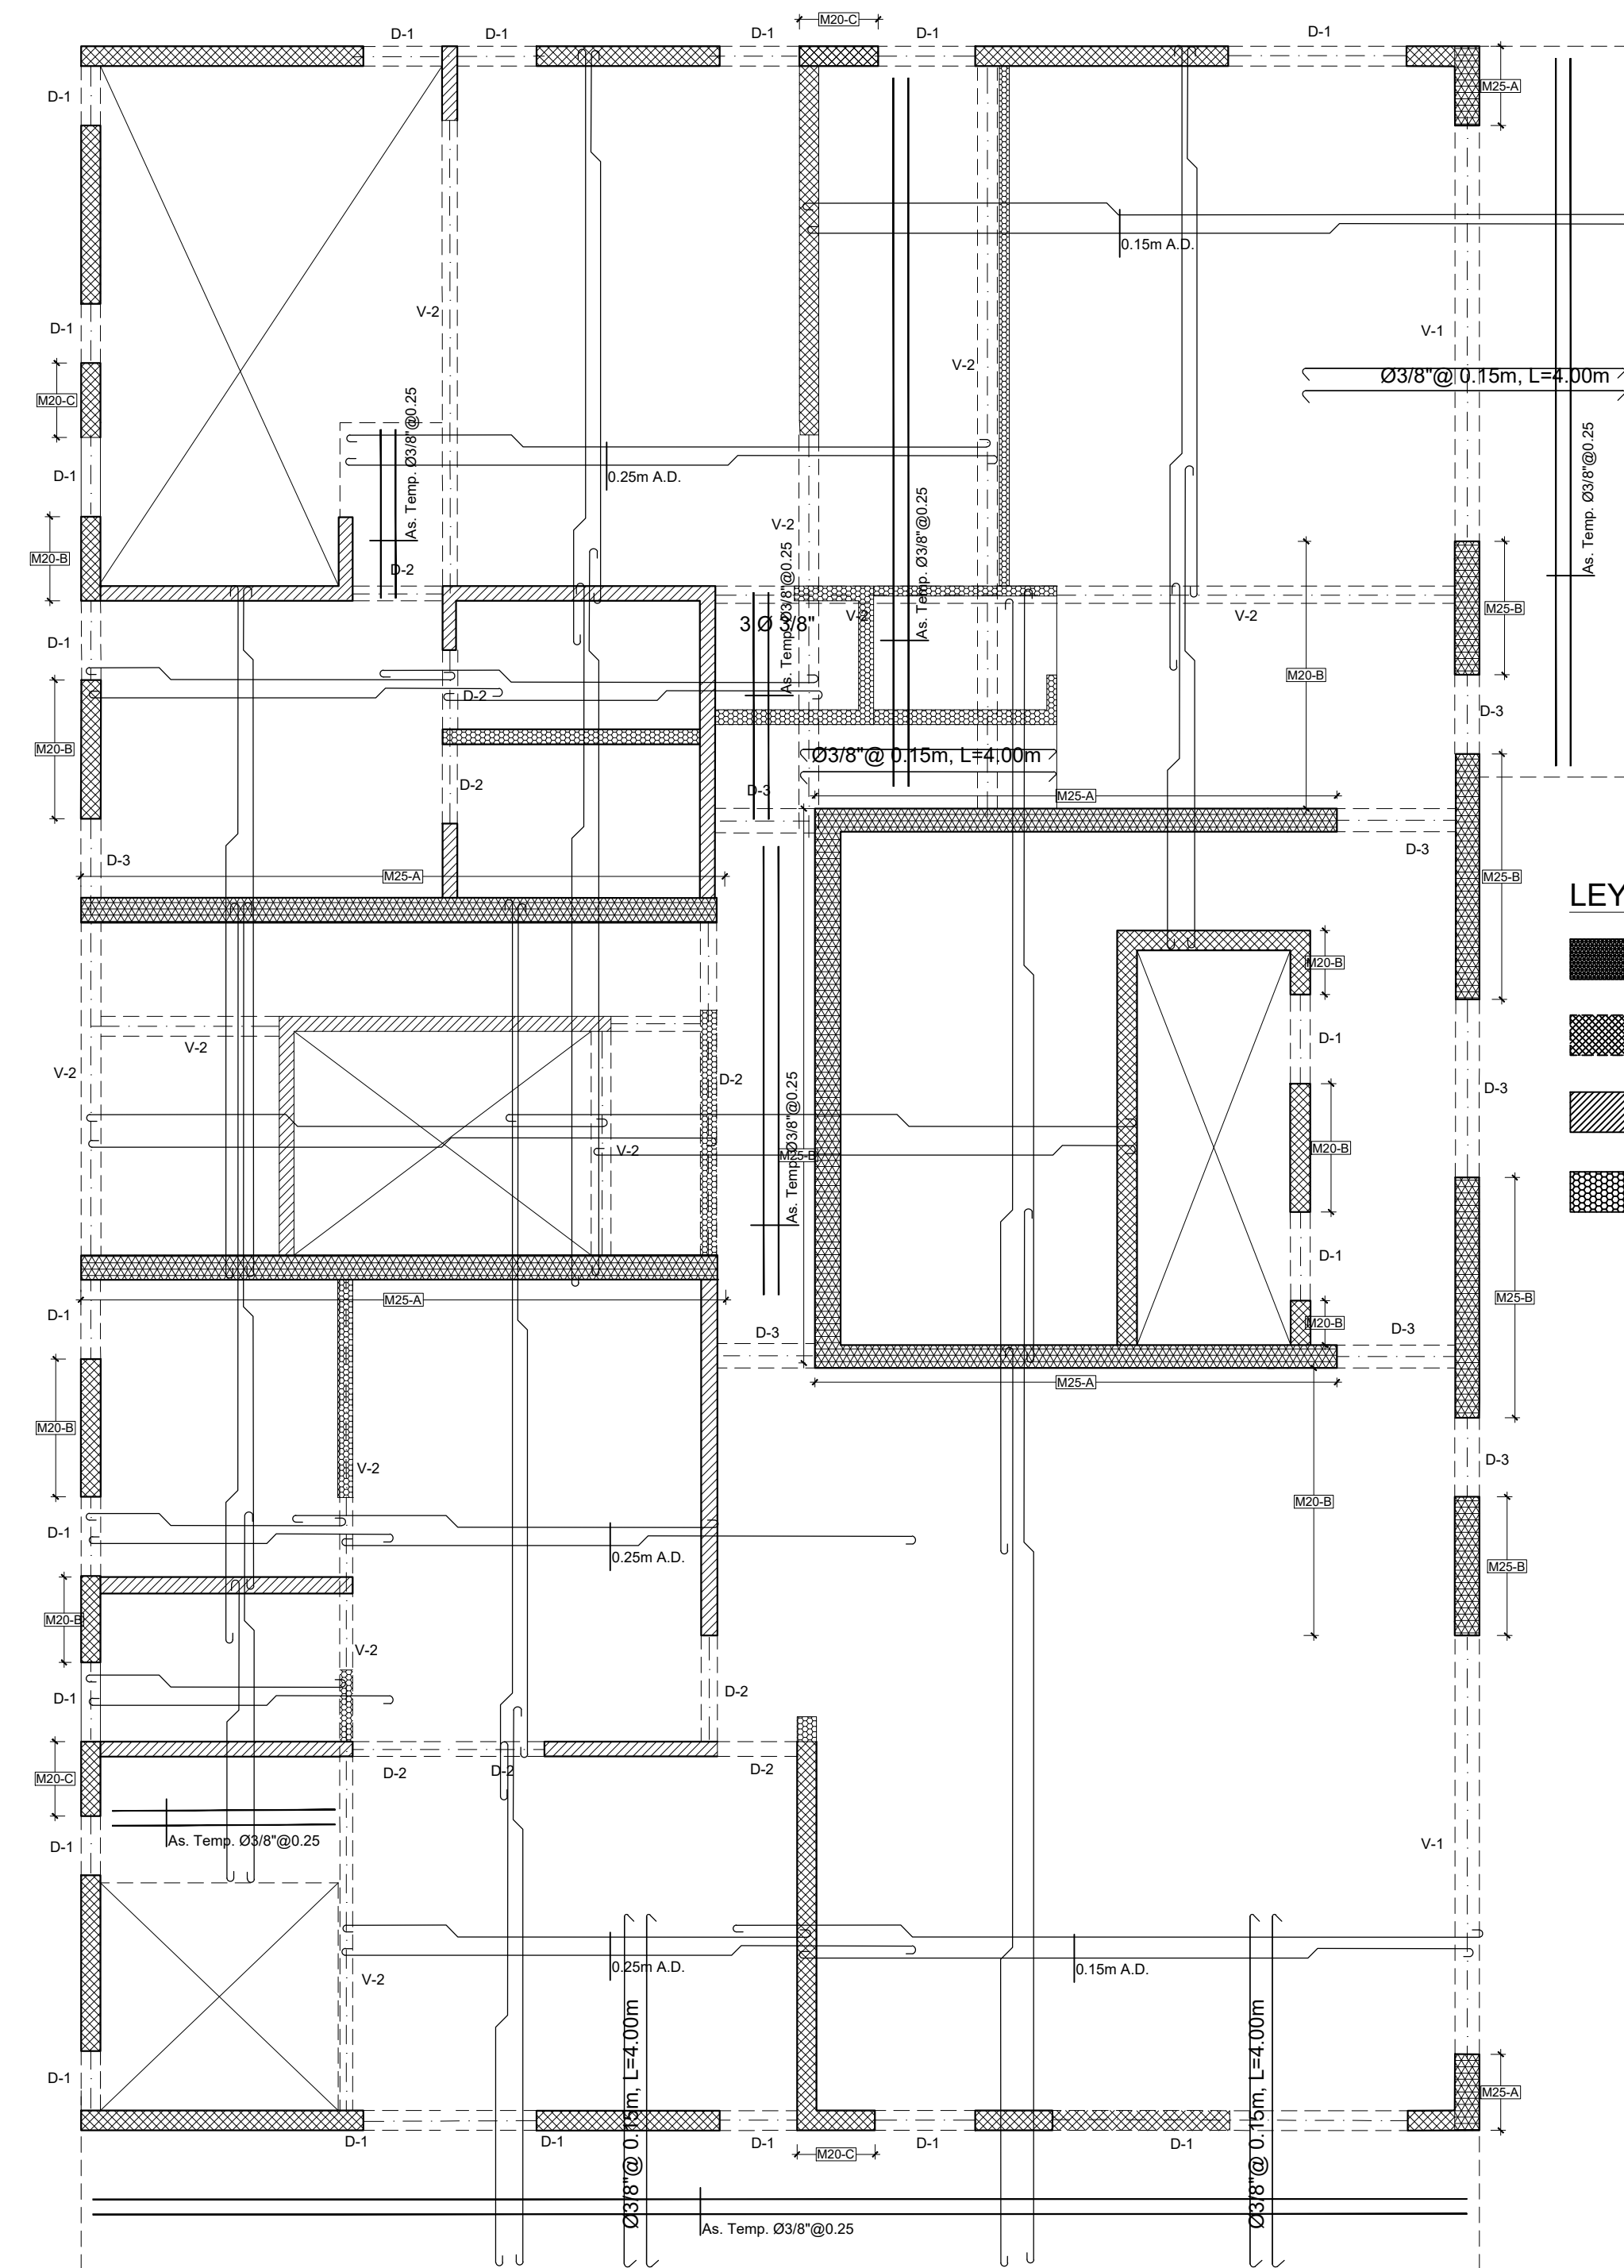 M20-C
D-1
D-1
D-1
D-1
D-1
M25-A
D-1
0.15m A.D.
V-2
D-1
V-1
V-2
Ø3/8"@ 0.15m, L=4.00m
M20-C
As. Temp. Ø3/8"@0.25
As. Temp. Ø3/8"@0.25
D-1
0.25m A.D.
As. Temp. Ø3/8"@0.25
V-2
As. Temp. Ø3/8"@0.25
M20-B
D-2
M25-B
V-2
V-2
3 Ø 3/8"
D-1
M20-B
D-2
D-3
M20-B
Ø3/8"@ 0.15m, L=4.00m
D-2
D-3
M25-A
D-3
D-3
M25-A
M25-B
LEY
M20-B
D-1
V-2
V-2
D-2
D-3
As. Temp. Ø3/8"@0.25
V-2
M25-B
M20-B
D-1
M25-A
M25-B
D-1
D-3
M20-B
D-3
M25-A
M20-B
D-3
V-2
M20-B
D-1
0.25m A.D.
M25-B
M20-B
V-2
D-1
D-2
D-2
D-2
D-2
M20-C
As. Temp. Ø3/8"@0.25
D-1
V-1
0.25m A.D.
0.15m A.D.
V-2
Ø3/8"@ 0.15m, L=4.00m
Ø3/8"@ 0.15m, L=4.00m
D-1
M25-A
D-1
D-1
D-1
D-1
D-1
M20-C
As. Temp. Ø3/8"@0.25